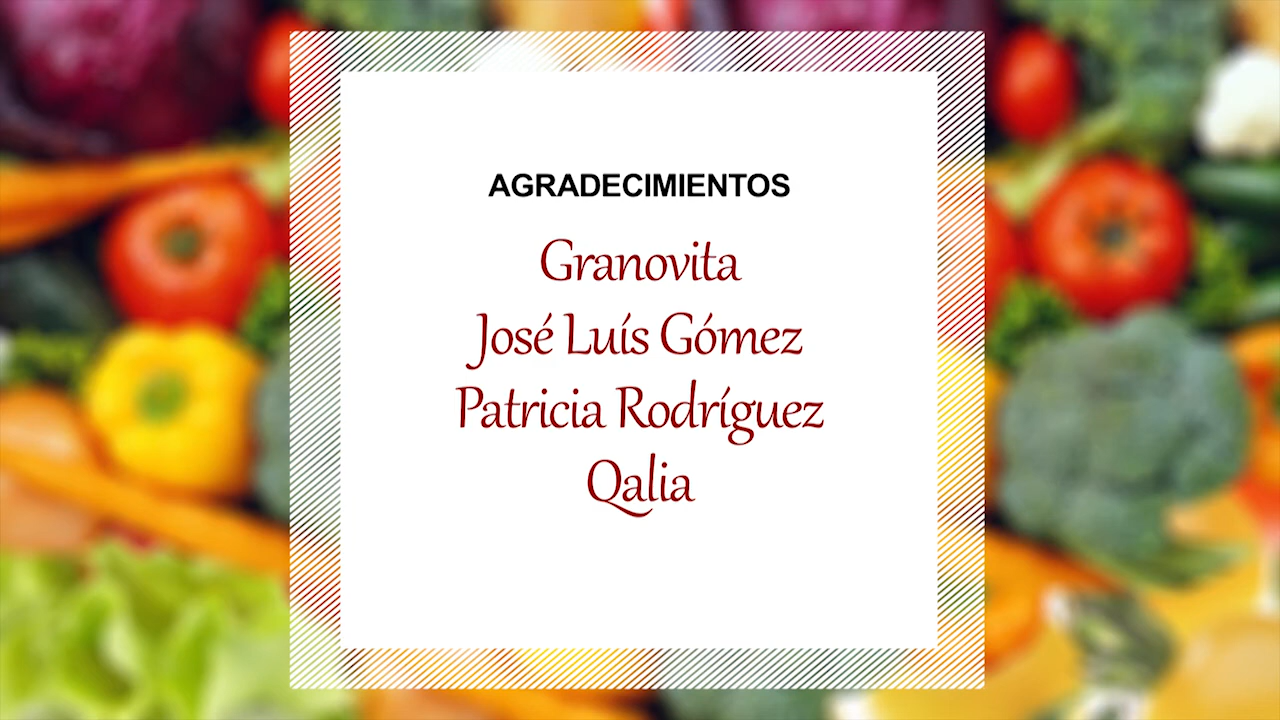 AGRADECIMIENTOS
Granovita
José Luís Gómez
Patricia Rodríguez
Qalia